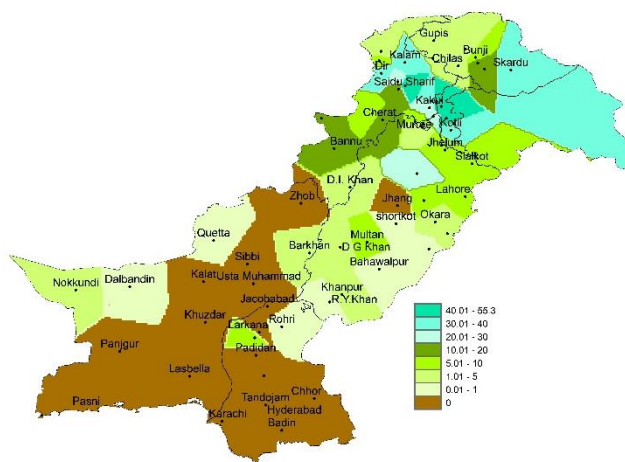 Gupis
Kalam
Bunji
Chilas
Skardu
Dir
Saidu Sharif
Kakul
Cherat
Murree
Kotli
Bannu
Jhelum
Sialkot
D.I. Khan
Zhob
Jhang
Lahore
shortkot
Okara
Quetta
Multan
Barkhan
D G Khan
Sibbi
Bahawalpur
Nokkundi
Dalbandin
Kalat
Usta Muhammad
Khanpur
R.Y.Khan
Jacobabad
Khuzdar
Rohri
Larkana
Panjgur
Padidan
Lasbella
Pasni
Chhor
Tandojam
Hyderabad
Karachi
Badin
40.01 - 55.3
30.01 - 40
20.01 - 30
10.01 - 20
5.01 - 10
1.01 - 5
0.01 - 1
0